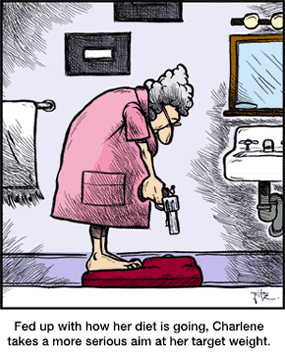 Fed up with how her diet is going, Charlene
takes a more serious aim at her target weight.